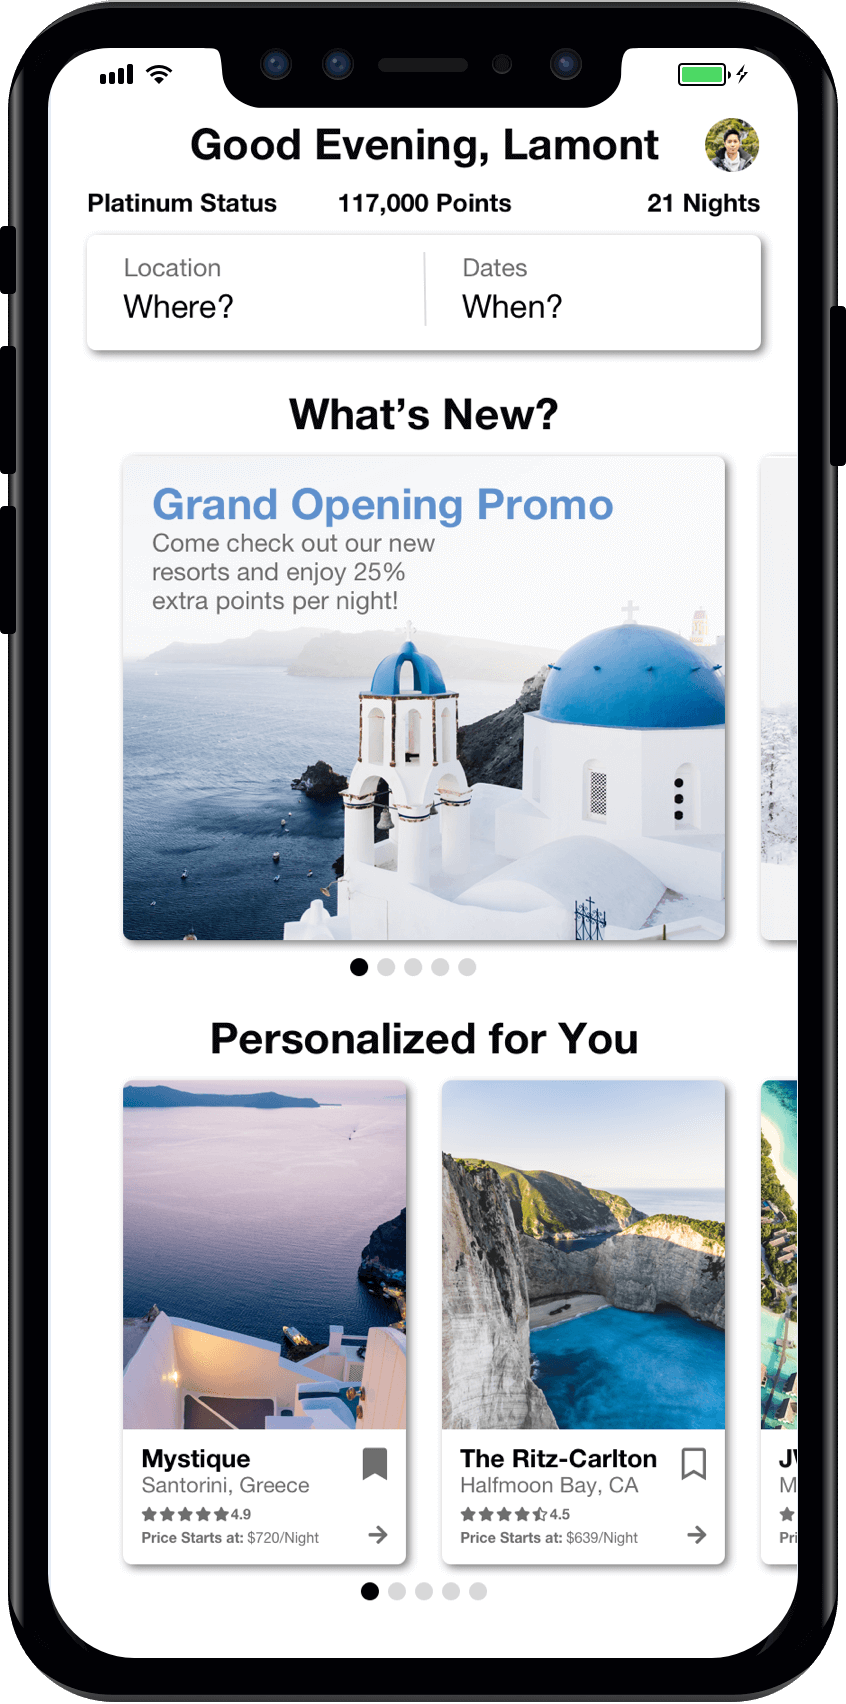 Good Evening, Lamont
Platinum Status 117,000 Points 21 Nights
Location
Where?
Dates
When?
What's New?
Grand Opening Promo
Come check out our new
resorts and enjoy 25%
extra points per night!
Personalized for You
Mystique
Santorini, Greece
4.9
Price Starts at: $720/Night
The Ritz-Carlton
Halfmoon Bay, CA
4.5
Price Starts at: $639/Night